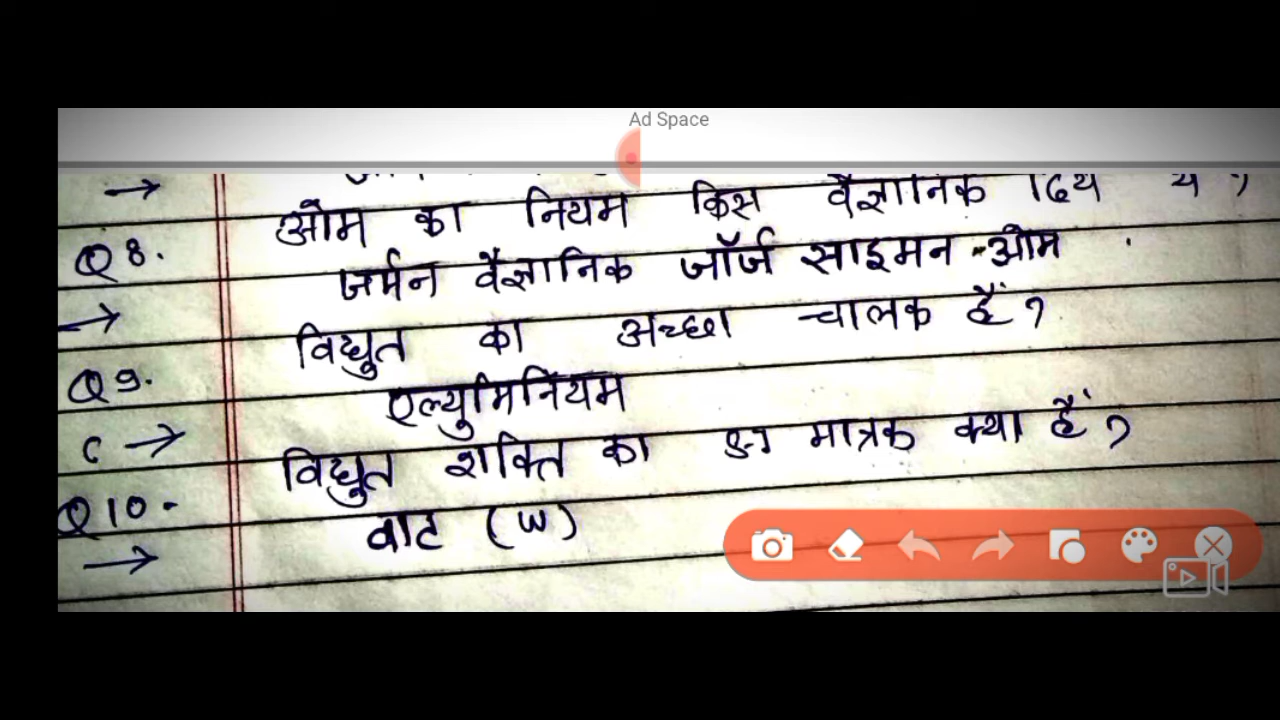 Ad Space
→
Q8. ओम का नियम किस वैज्ञानिक दिये थे ?
→ जर्मन वैज्ञानिक जॉर्ज साइमन ओम
Q9. विद्युत का अच्छा चालक हैं ?
C → एल्युमिनियम
Q10. विद्युत शक्ति का मात्रक क्या हैं ?
→ वाट (W)